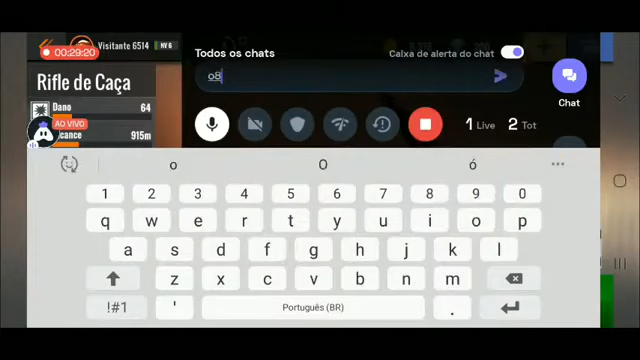 00:29:20
Visitante 6514
NV 6
Todos os chats
Caixa de alerta do chat
o8
Rifle de Caça
Dano 64
AO VIVO
915m
Chat
1 Live 2 Tot
o O ó
1 2 3 4 5 6 7 8 9 0
q w e r t y u i o p
a s d f g h j k l
z x c v b n m
!#1 ' Português (BR) .